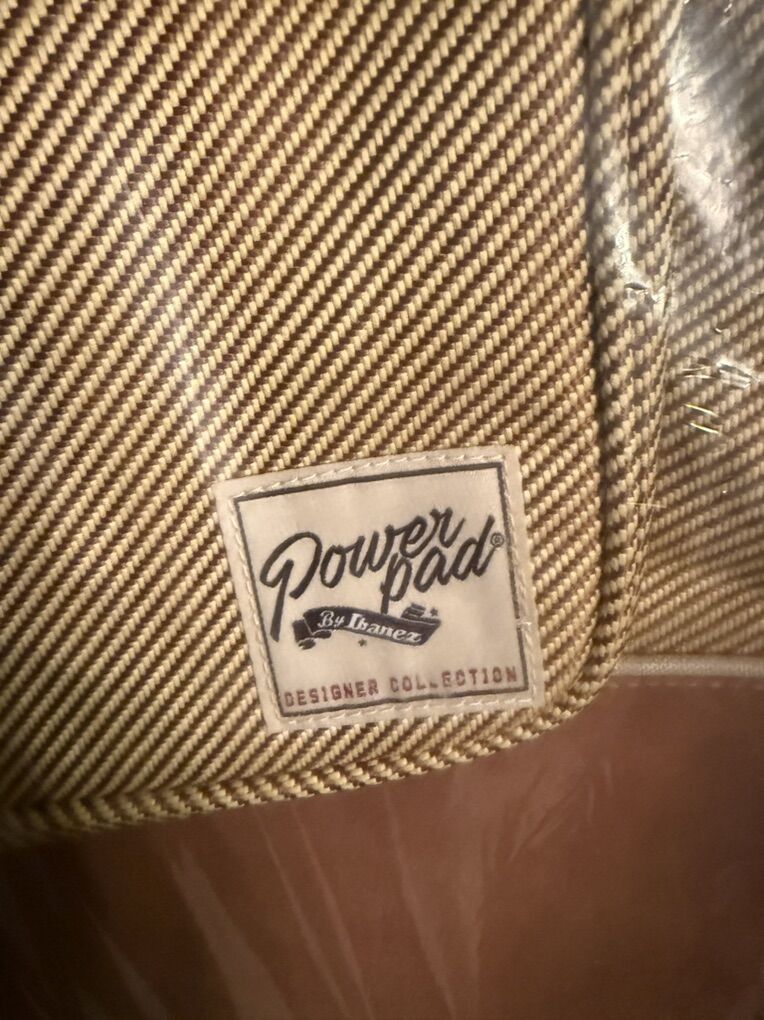 Power
pad®
By Ibanez
DESIGNER COLLECTION